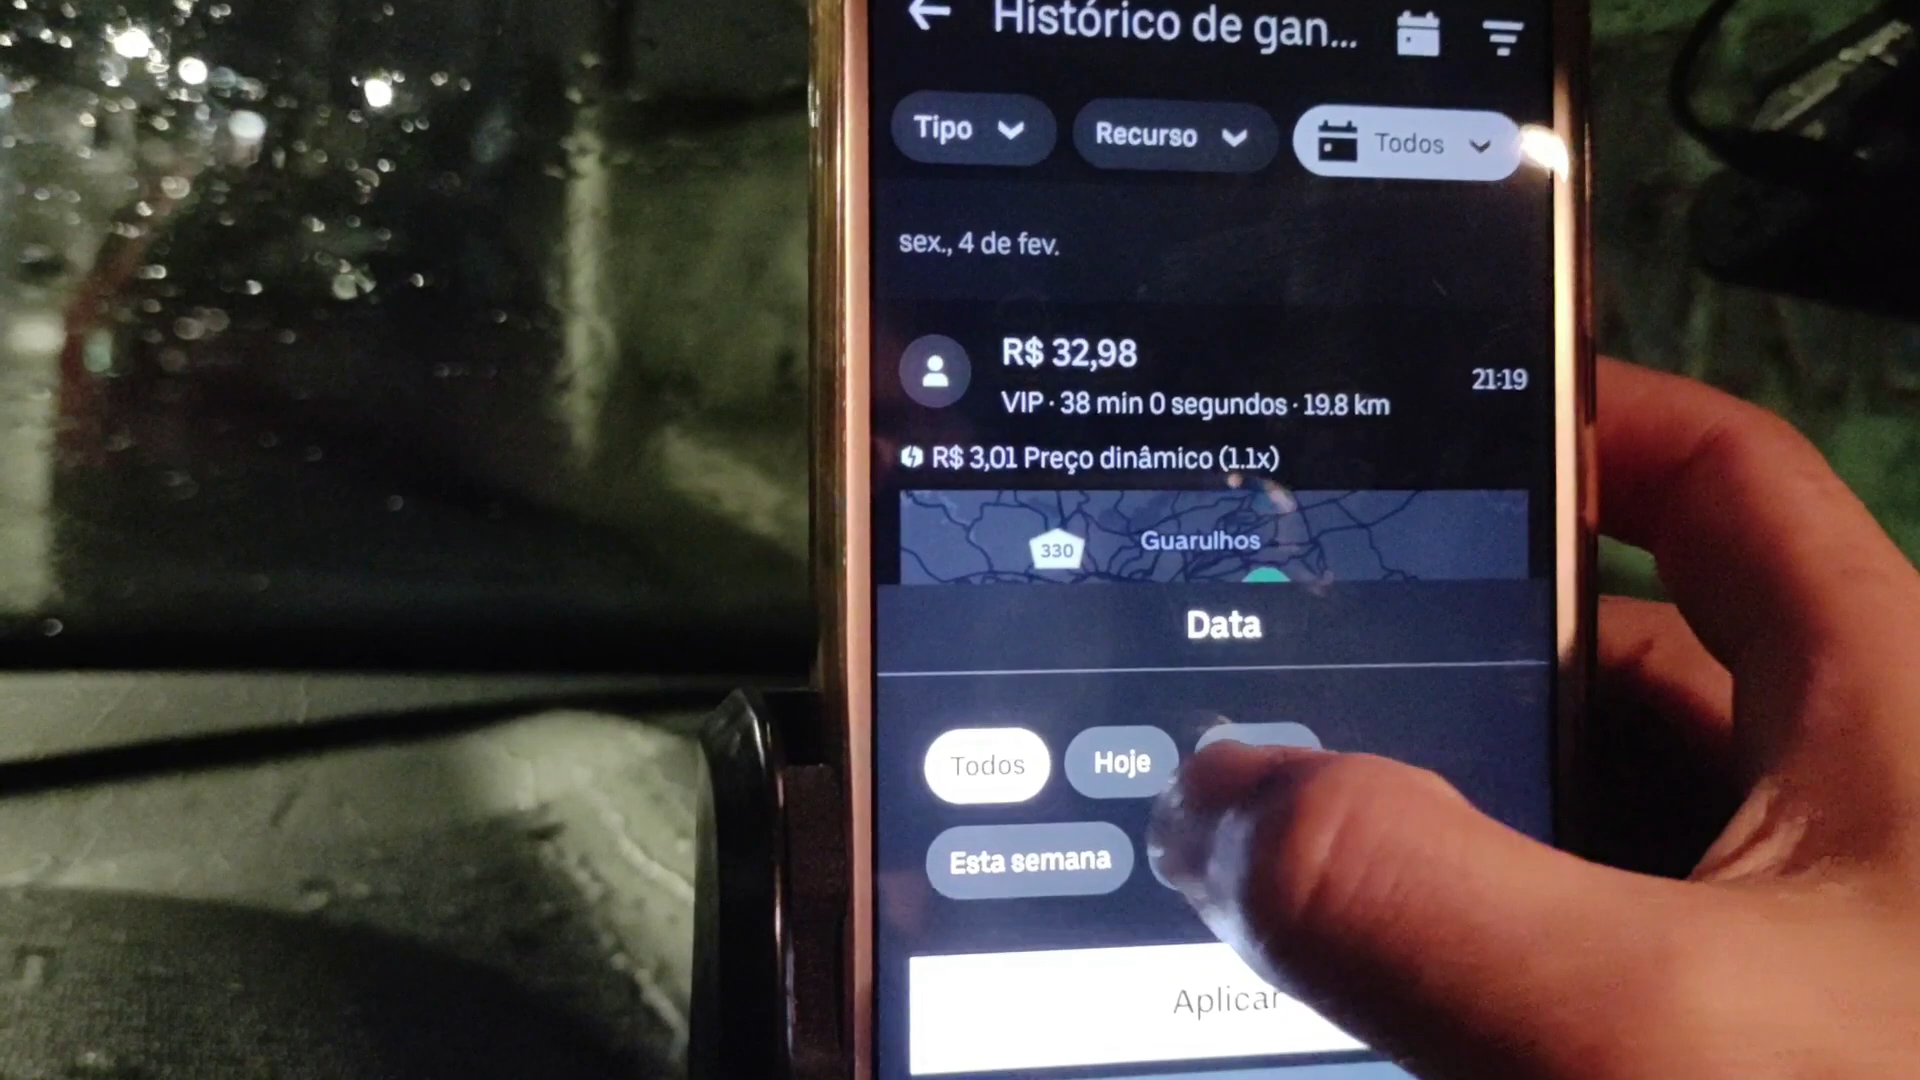 Histórico de gan...
Tipo
Recurso
Todos
sex., 4 de fev.
R$ 32,98
21:19
VIP · 38 min 0 segundos · 19.8 km
R$ 3,01 Preço dinâmico (1.1x)
330
Guarulhos
Data
Todos
Hoje
Esta semana
Aplicar